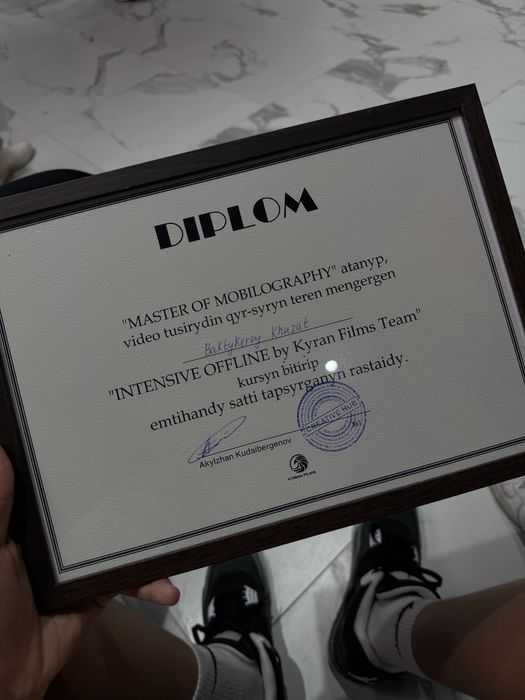 DIPLOM
"MASTER OF MOBILOGRAPHY" atanyp,
video tusirydin qyr-syryn teren mengergen
Baktykerey Khazat
"INTENSIVE OFFLINE by Kyran Films Team"
kursyn bitirip
emtihandy satti tapsyrganyn rastaidy.
CREATIVE HUB
Akylzhan Kudaibergenov
KYRAN FILMS